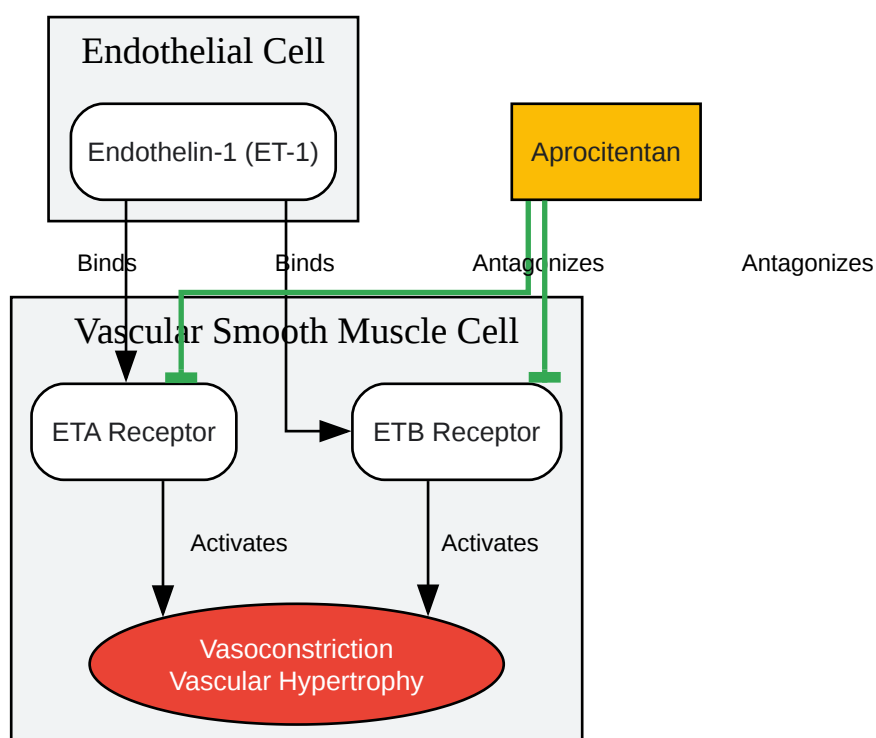 Endothelial Cell
Endothelin-1 (ET-1)
Aprocitentan
Binds
Binds
Antagonizes
Antagonizes
Vascular Smooth Muscle Cell
ETA Receptor
ETB Receptor
Activates
Activates
Vasoconstriction
Vascular Hypertrophy